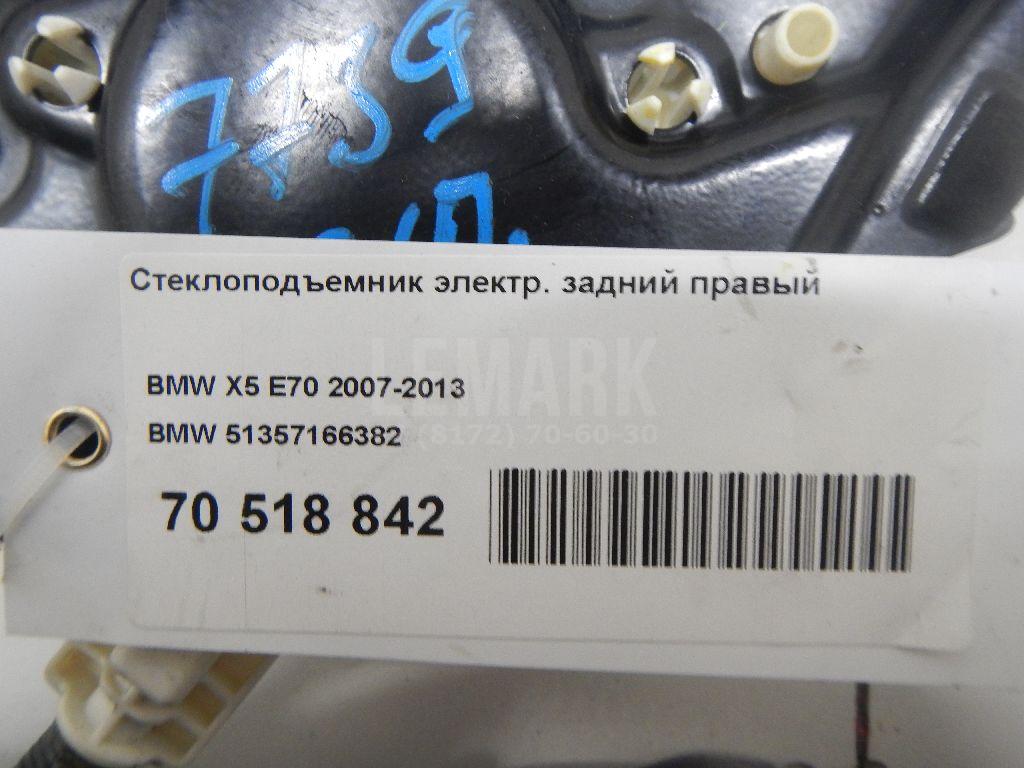 7739
Стеклоподъемник электр. задний правый
LEMARK
BMW X5 E70 2007-2013
BMW 51357166382
(8172) 70-60-30
70 518 842